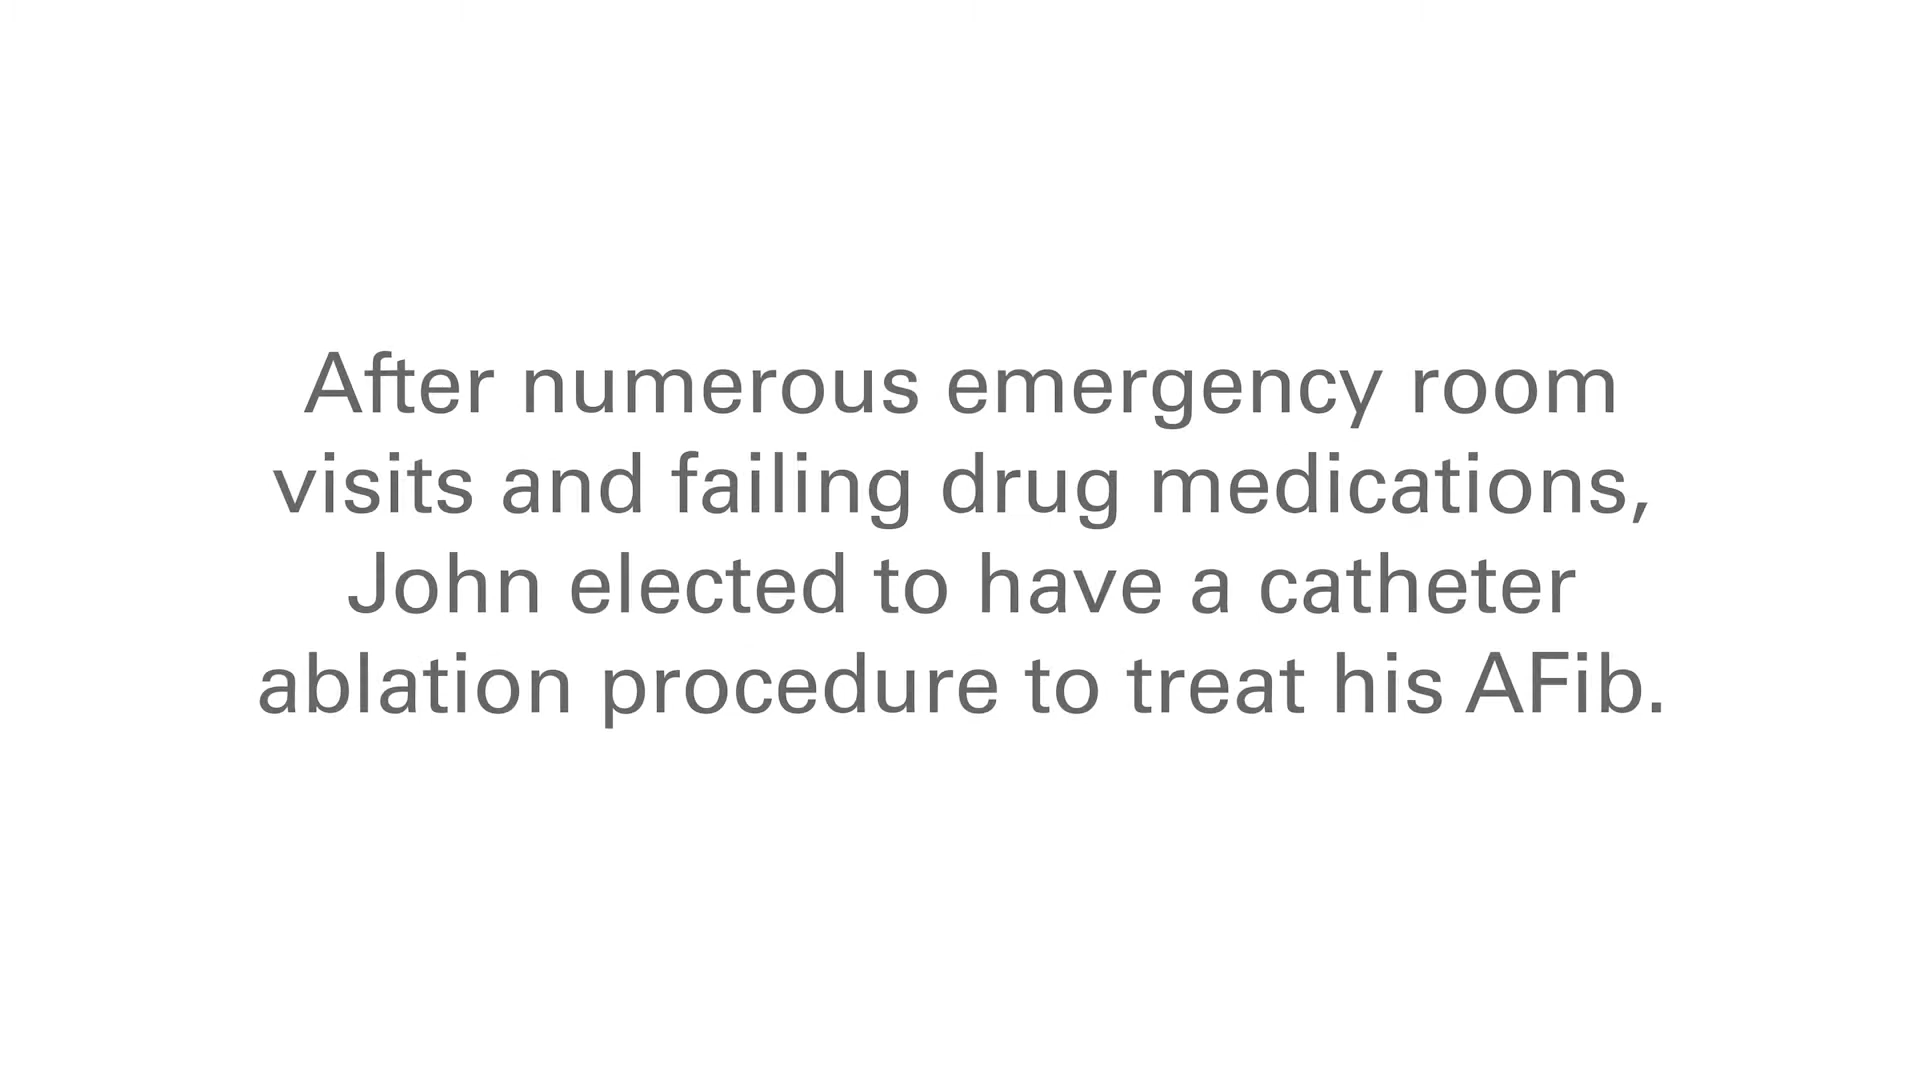 After numerous emergency room
visits and failing drug medications,
John elected to have a catheter
ablation procedure to treat his AFib.